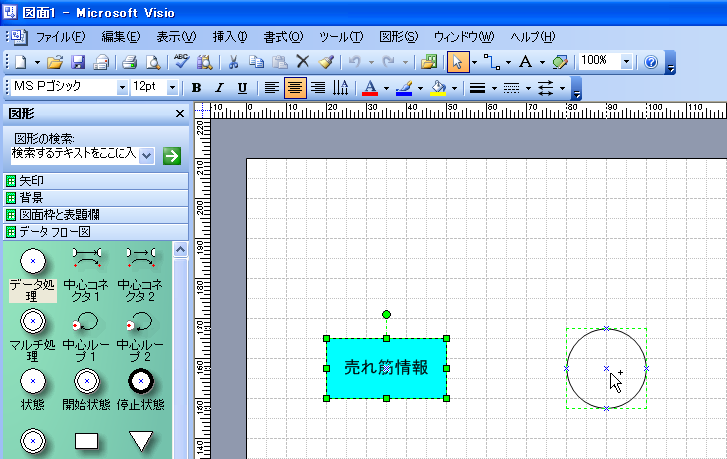 図面1 - Microsoft Visio
ファイル(F) 編集(E) 表示(V) 挿入(I) 書式(O) ツール(T) 図形(S) ウィンドウ(W) ヘルプ(H)
100%
MS Pゴシック 12pt B I U A
図形
図形の検索:
検索するテキストをここに入
矢印
背景
図面枠と表題欄
データ フロー図
データ処理 中心コネクタ 1 中心コネクタ 2
マルチ処理 中心ループ 1 中心ループ 2
状態 開始状態 停止状態
10 0 10 20 30 40 50 60 70 80 90 100 110
220
210
200
190
180
170
160
150
140
売れ筋情報